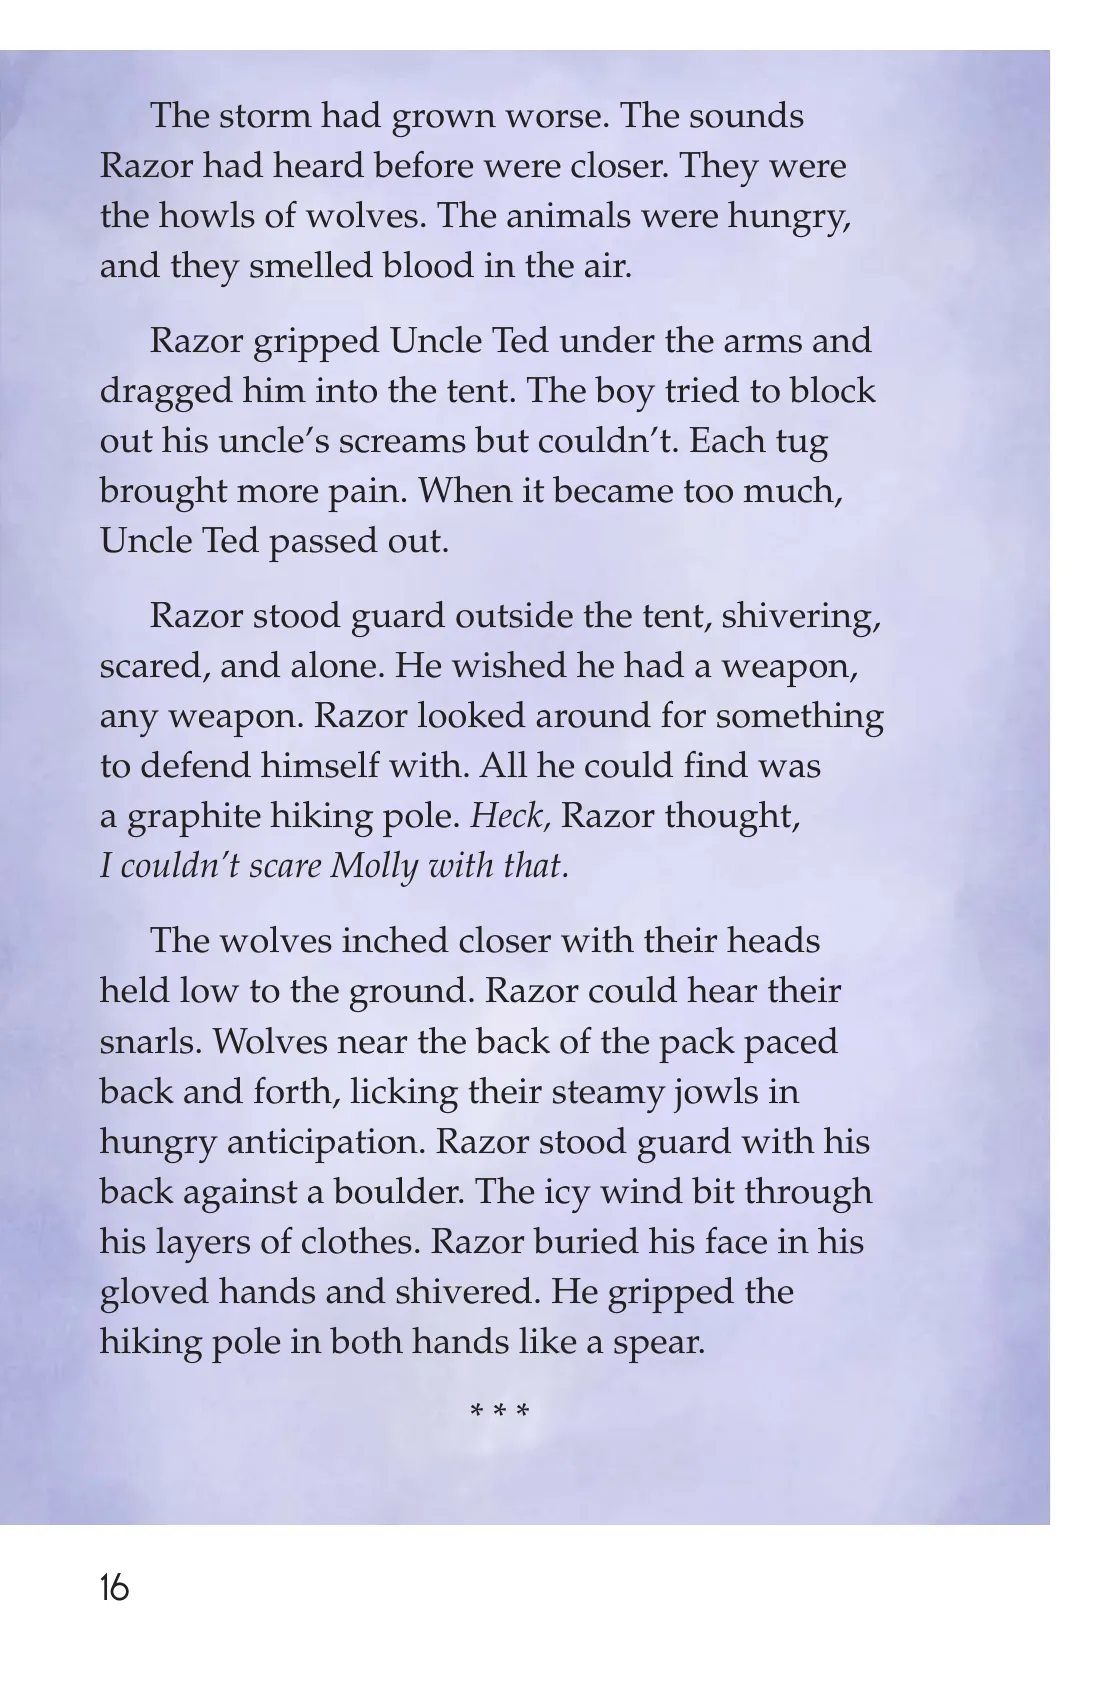 The storm had grown worse. The sounds
Razor had heard before were closer. They were
the howls of wolves. The animals were hungry,
and they smelled blood in the air.
Razor gripped Uncle Ted under the arms and
dragged him into the tent. The boy tried to block
out his uncle’s screams but couldn’t. Each tug
brought more pain. When it became too much,
Uncle Ted passed out.
Razor stood guard outside the tent, shivering,
scared, and alone. He wished he had a weapon,
any weapon. Razor looked around for something
to defend himself with. All he could find was
a graphite hiking pole. Heck, Razor thought,
I couldn’t scare Molly with that.
The wolves inched closer with their heads
held low to the ground. Razor could hear their
snarls. Wolves near the back of the pack paced
back and forth, licking their steamy jowls in
hungry anticipation. Razor stood guard with his
back against a boulder. The icy wind bit through
his layers of clothes. Razor buried his face in his
gloved hands and shivered. He gripped the
hiking pole in both hands like a spear.
* * *
16